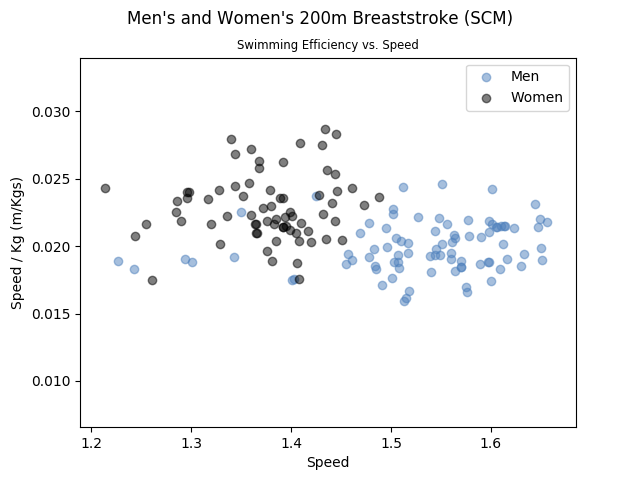 Men's and Women's 200m Breaststroke (SCM)
Swimming Efficiency vs. Speed
Men
Women
0.030
0.025
0.020
0.015
0.010
Speed / Kg (m/Kgs)
1.2 1.3 1.4 1.5 1.6
Speed